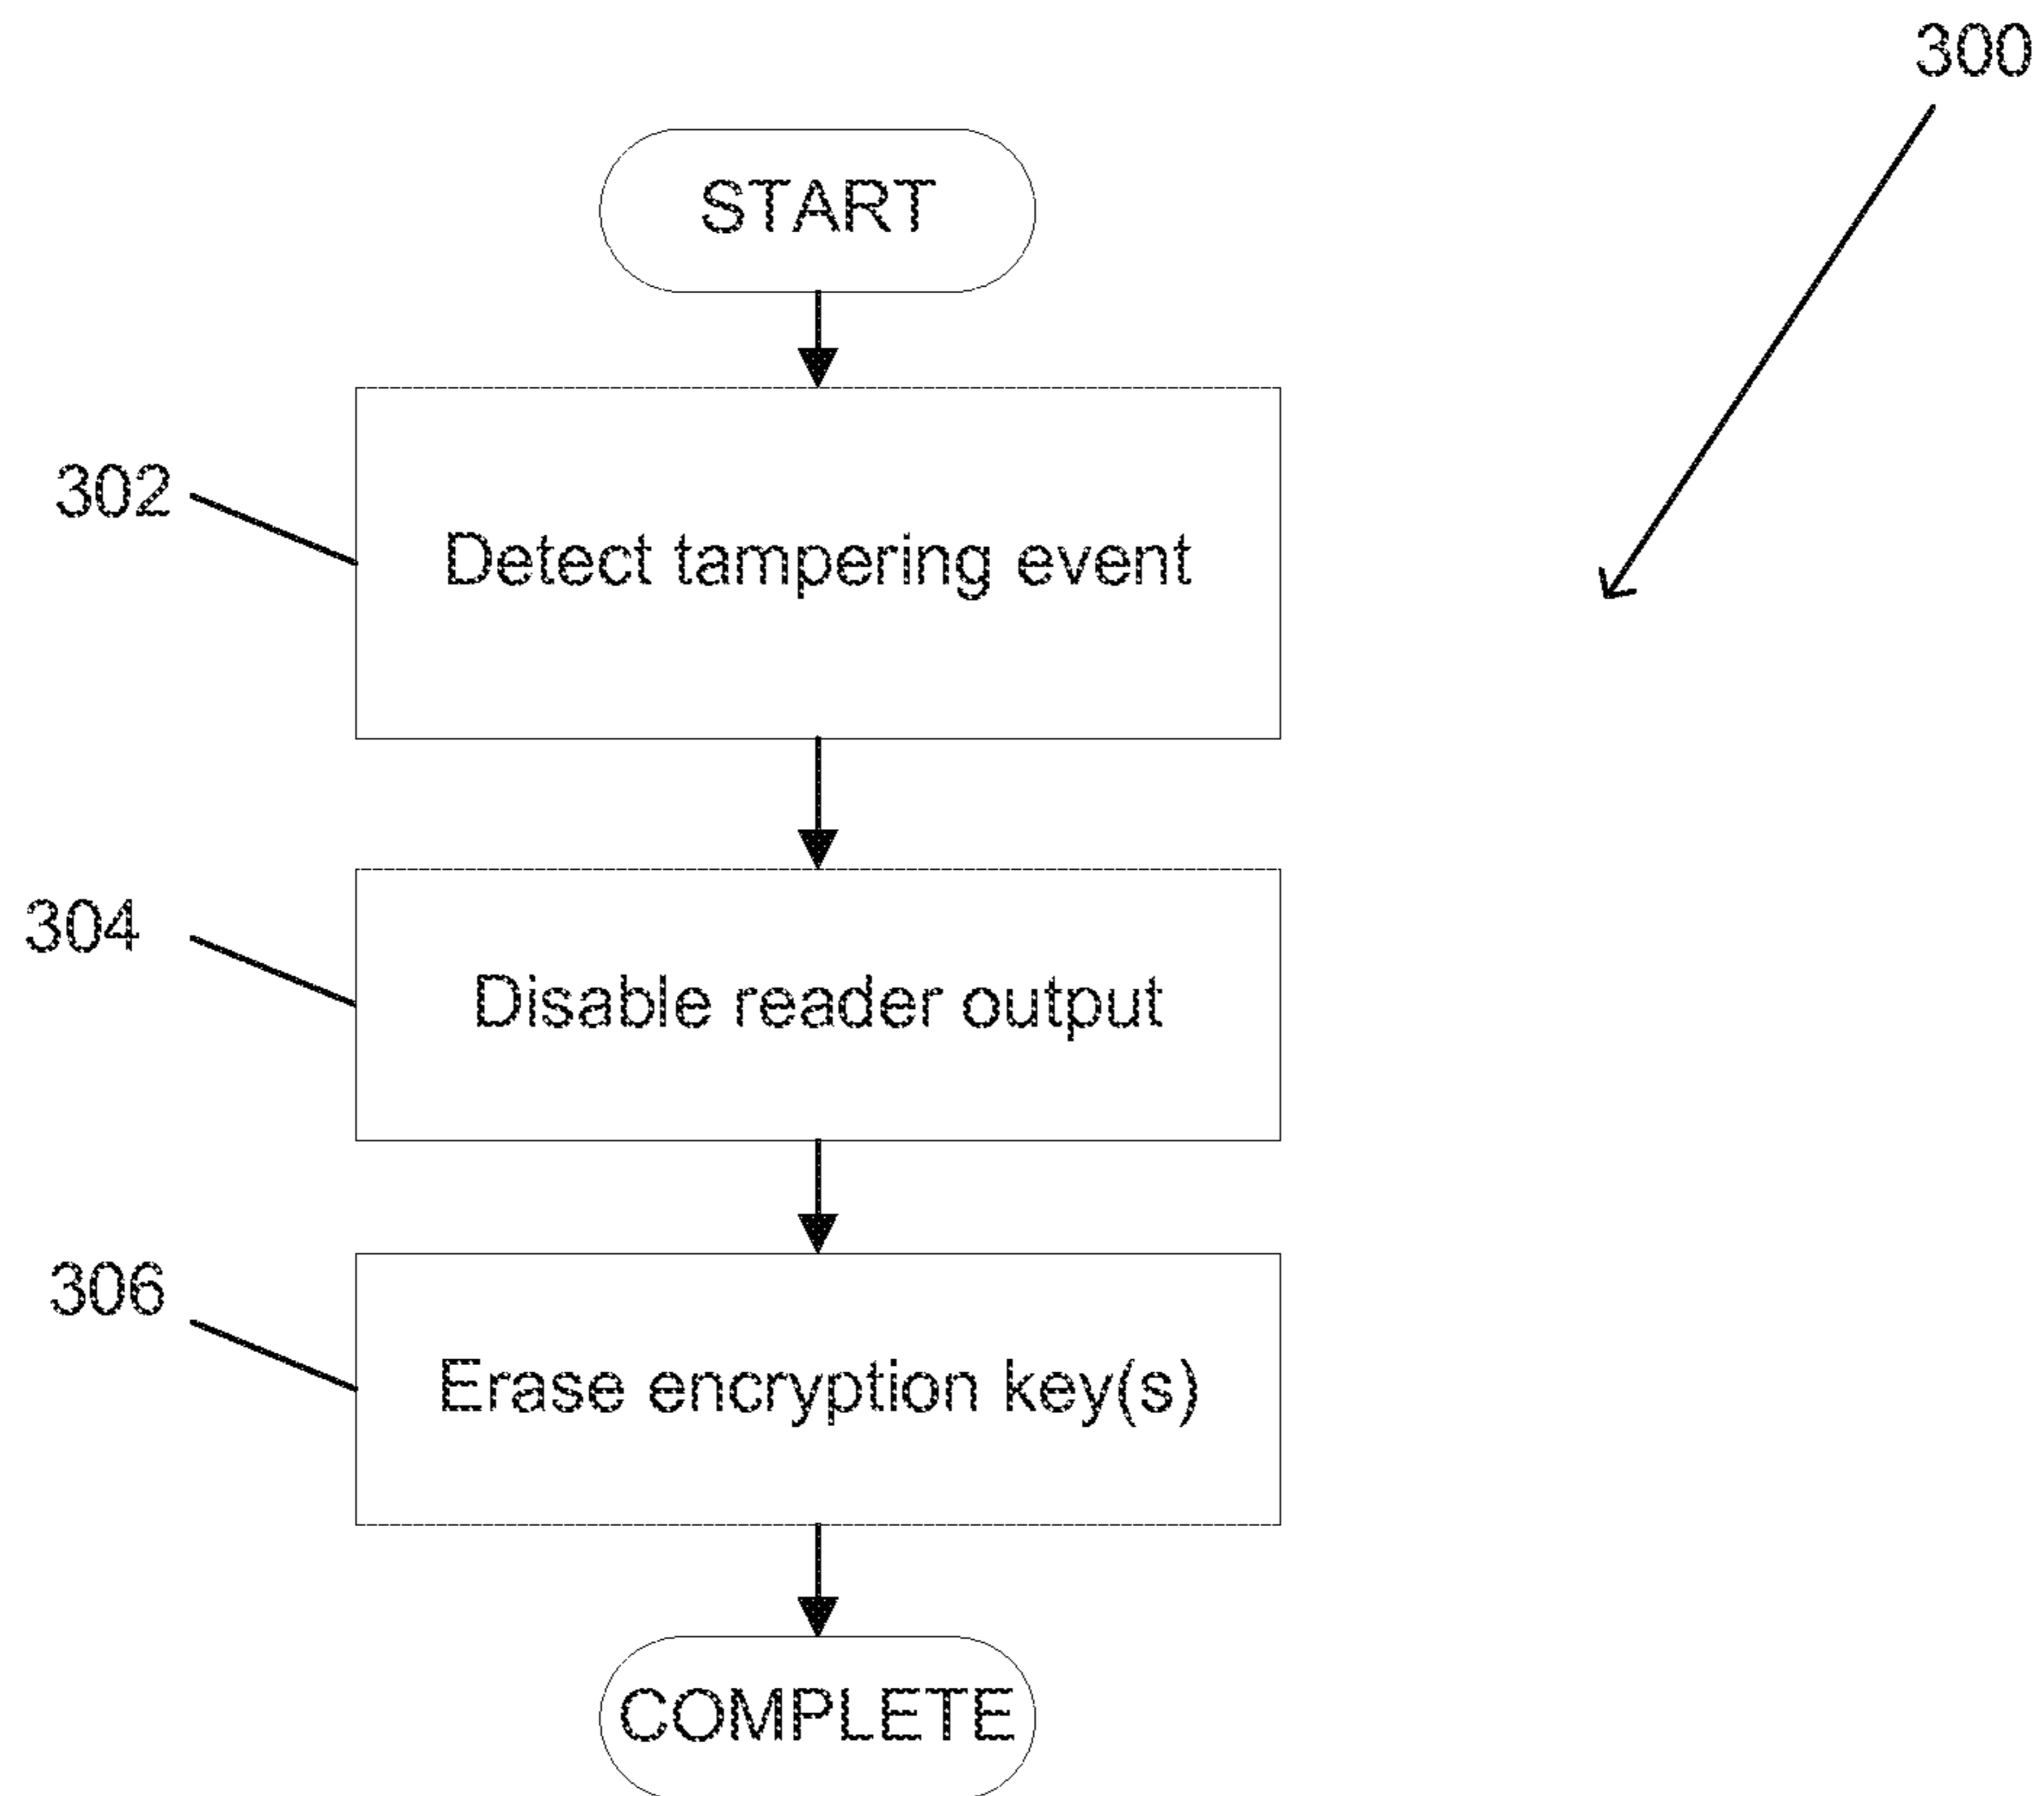 300
START
302
Detect tampering event
304
Disable reader output
306
Erase encryption key(s)
COMPLETE